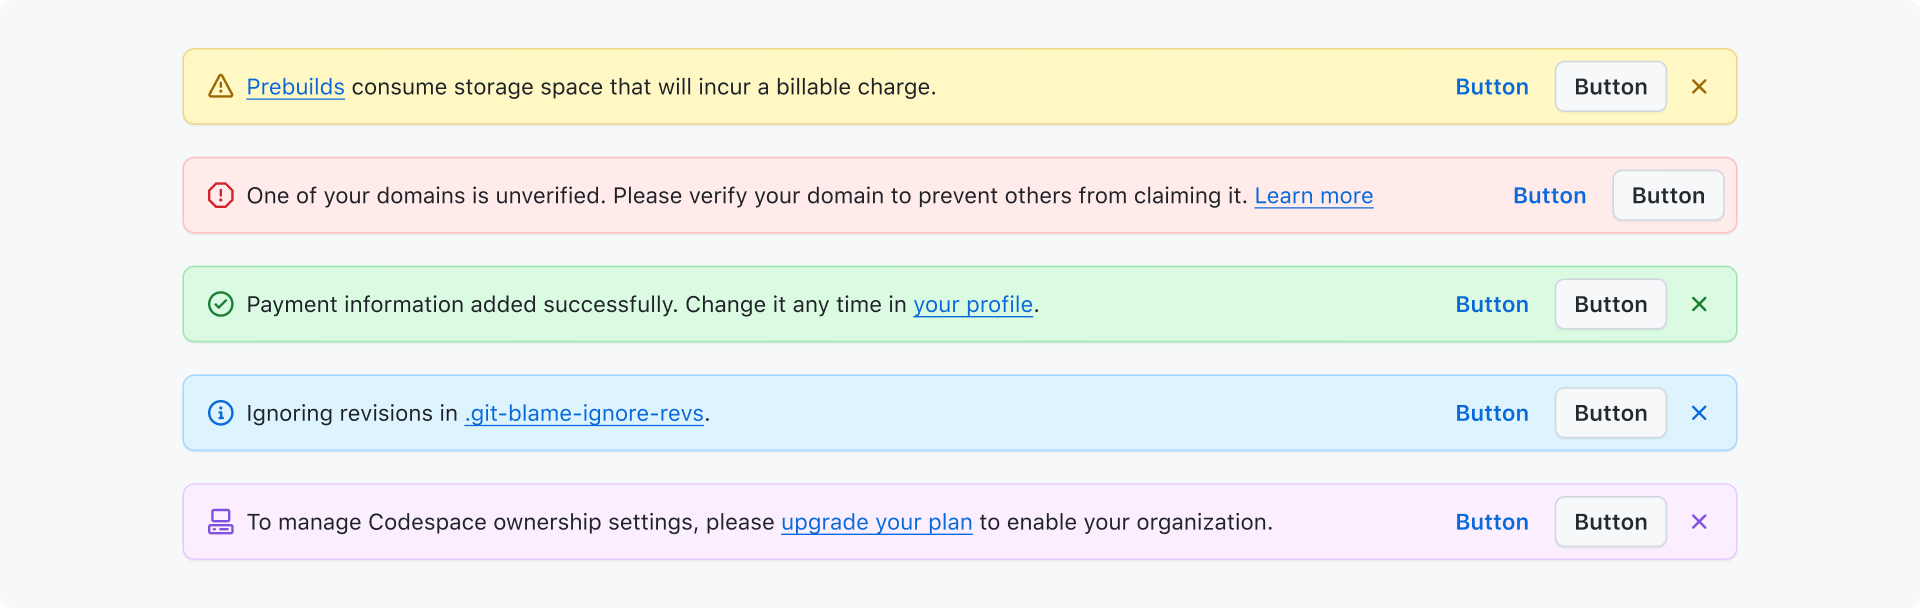 Prebuilds consume storage space that will incur a billable charge. Button Button
One of your domains is unverified. Please verify your domain to prevent others from claiming it. Learn more Button Button
Payment information added successfully. Change it any time in your profile. Button Button
Ignoring revisions in .git-blame-ignore-revs. Button Button
To manage Codespace ownership settings, please upgrade your plan to enable your organization. Button Button